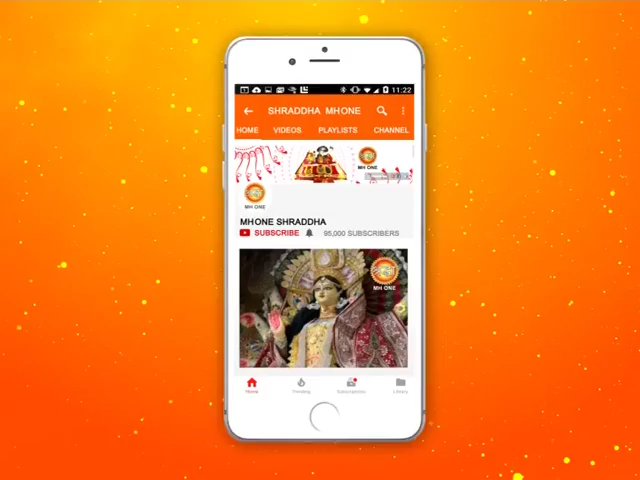 11:22
SHRADDHA MHONE
HOME VIDEOS PLAYLISTS CHANNEL
MH ONE
MH ONE
MHONE SHRADDHA
SUBSCRIBE 95,000 SUBSCRIBERS
MH ONE
Home Trending Subscriptions Library